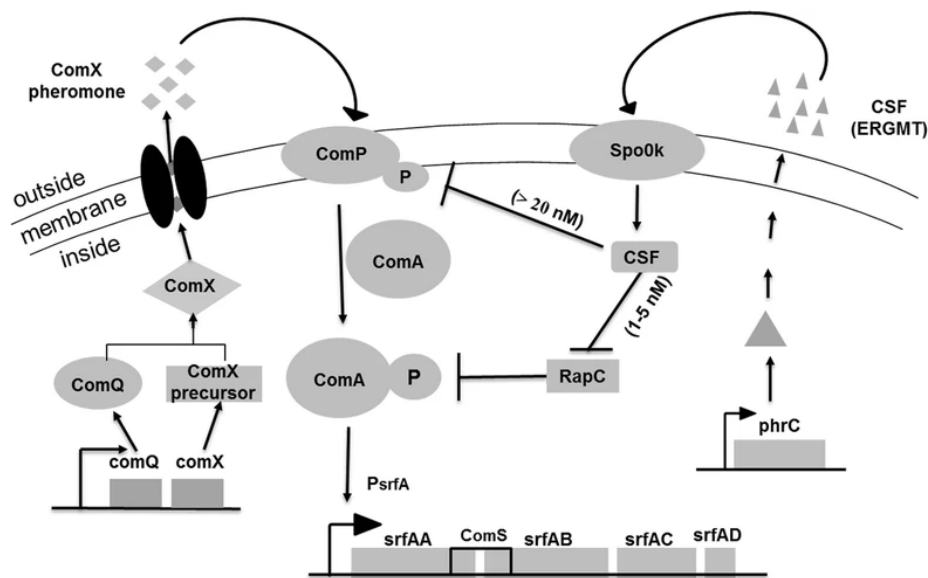 ComX
pheromone
CSF
(ERGMT)
ComP
P
Spo0k
outside
membrane
inside
(> 20 nM)
ComA
CSF
(1-5 nM)
ComX
ComQ
ComX
precursor
ComA
P
RapC
phrC
comQ
comX
PsrfA
srfAA
ComS
srfAB
srfAC
srfAD